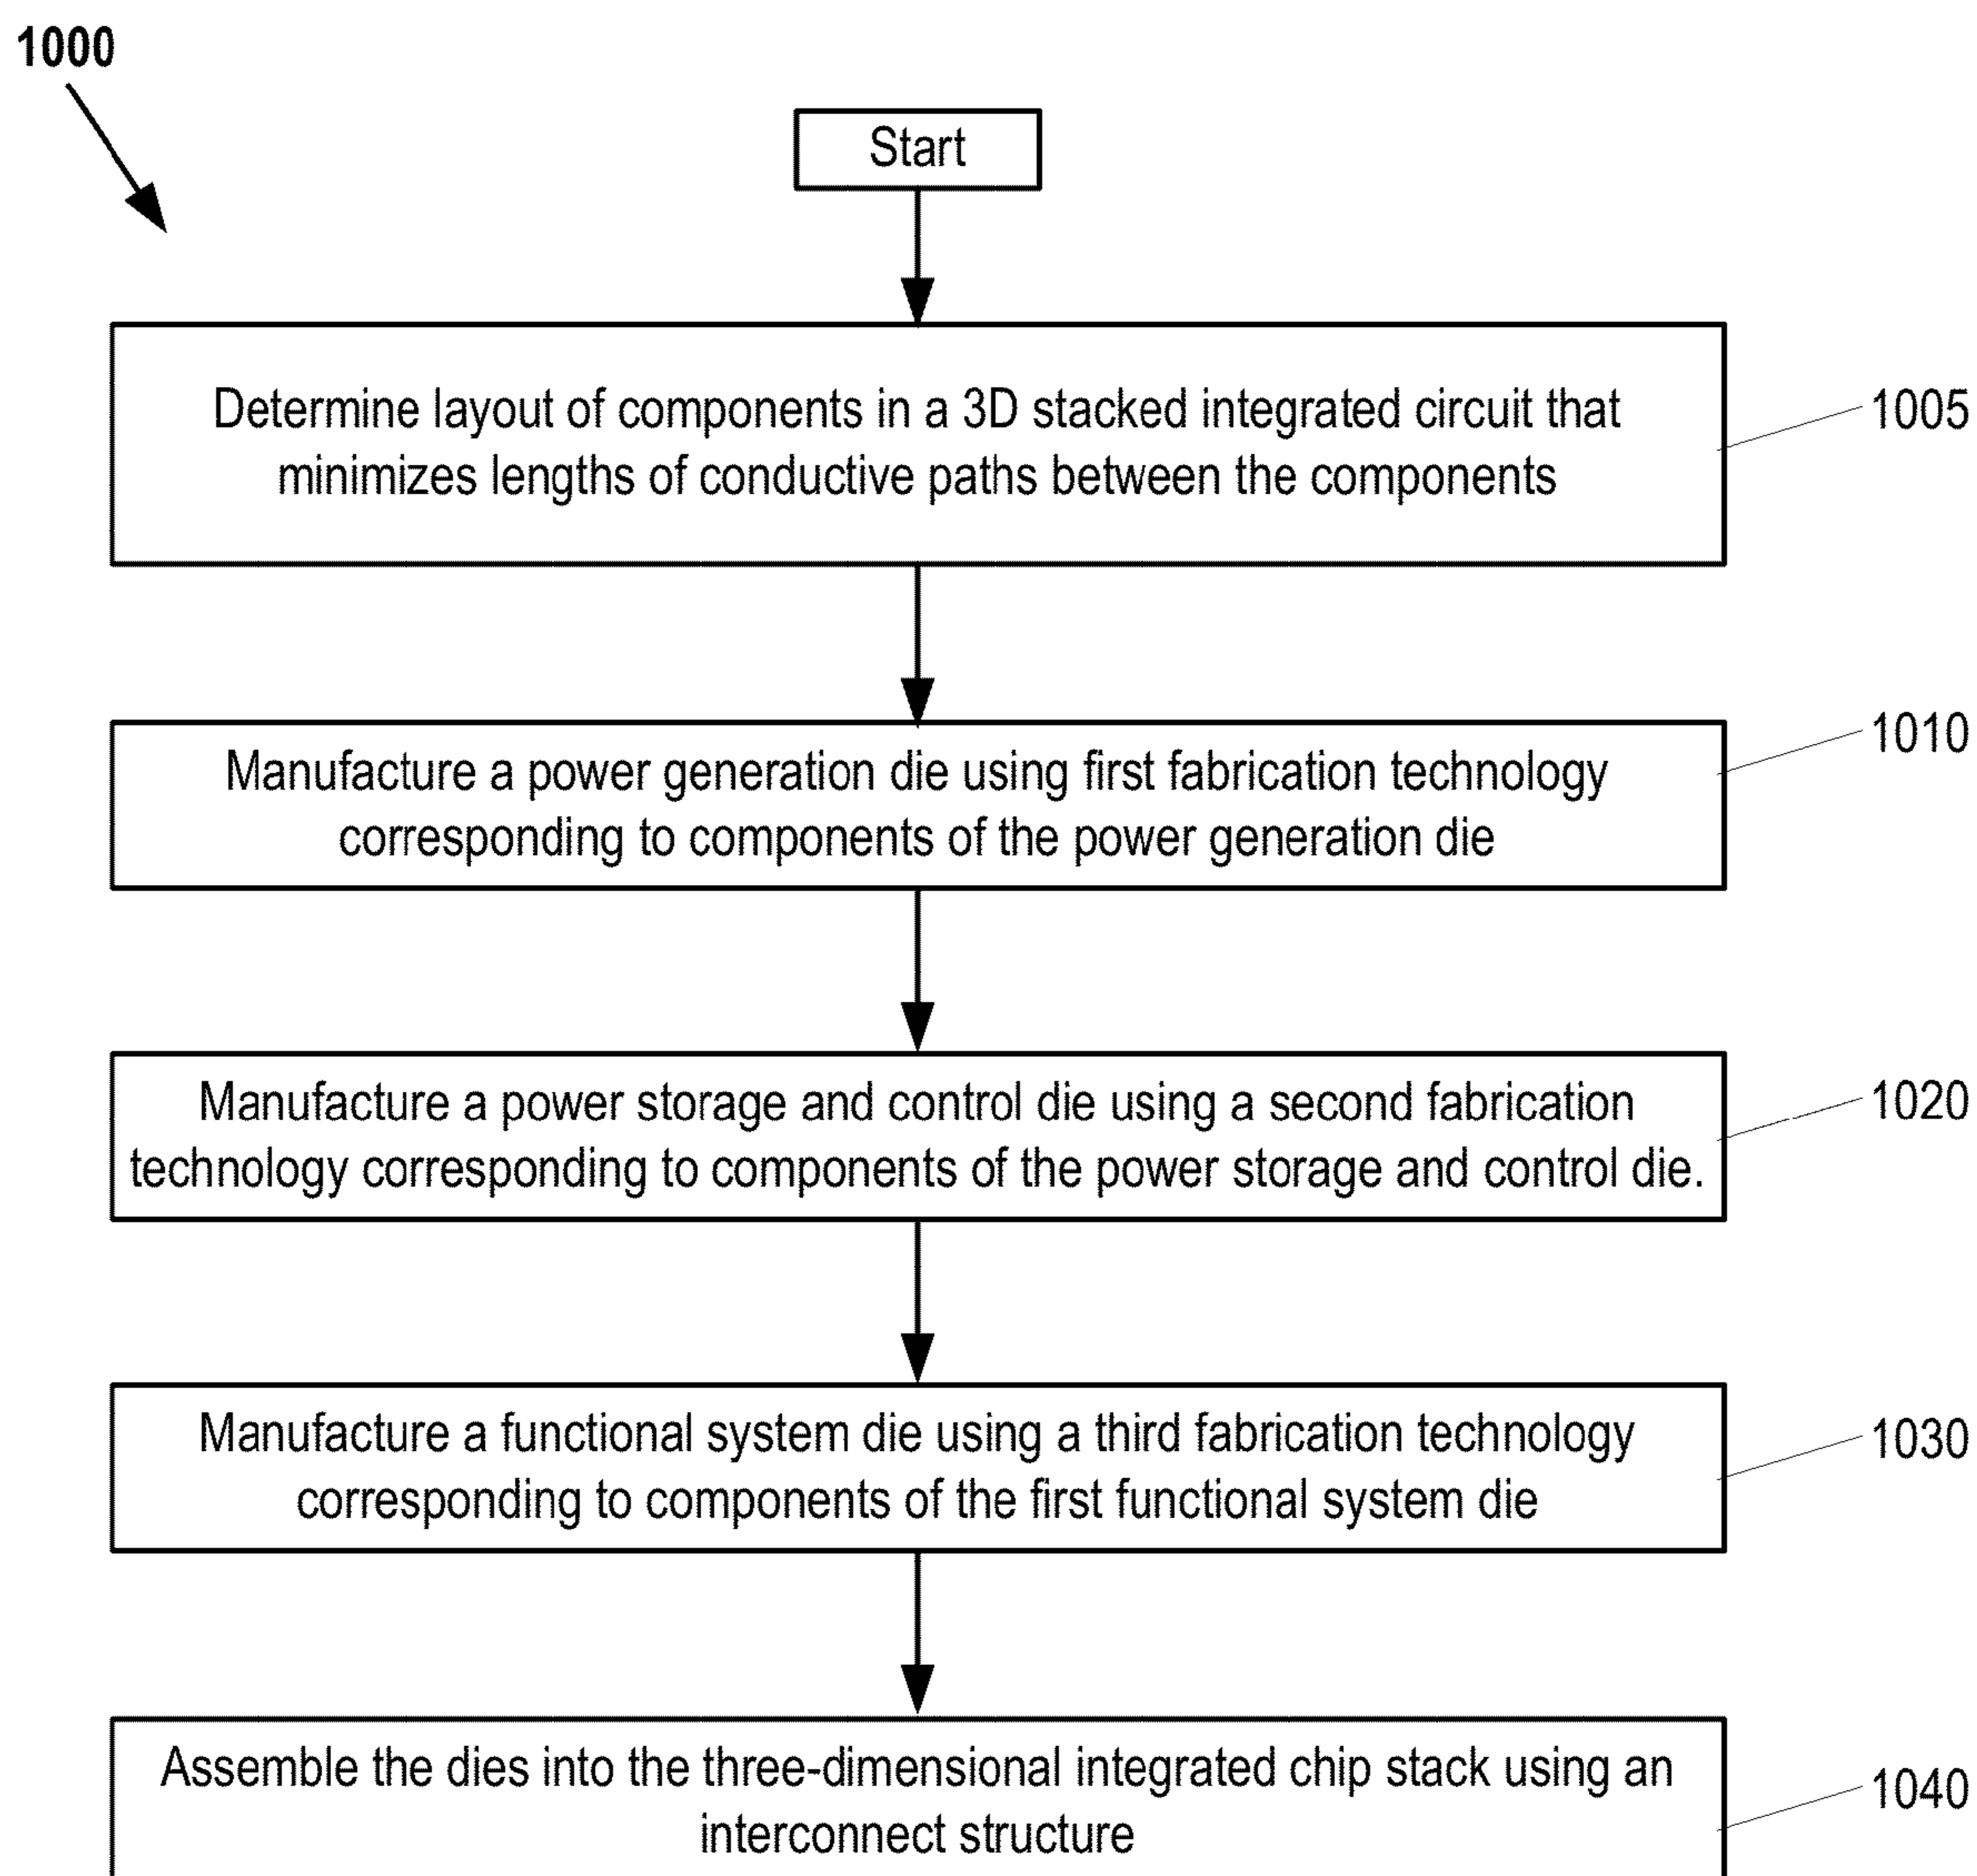 1000
Start
Determine layout of components in a 3D stacked integrated circuit that
minimizes lengths of conductive paths between the components
1005
Manufacture a power generation die using first fabrication technology
corresponding to components of the power generation die
1010
Manufacture a power storage and control die using a second fabrication
technology corresponding to components of the power storage and control die.
1020
Manufacture a functional system die using a third fabrication technology
corresponding to components of the first functional system die
1030
Assemble the dies into the three-dimensional integrated chip stack using an
interconnect structure
1040